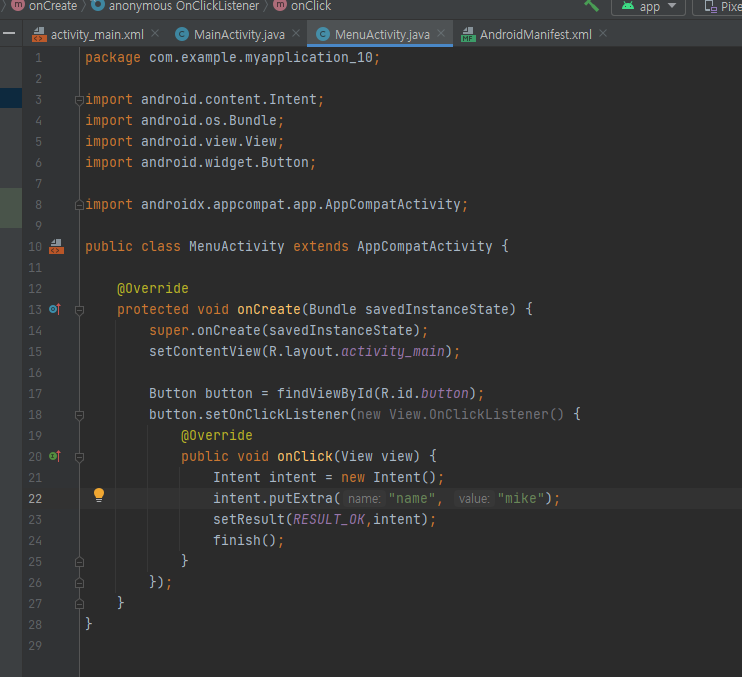 onCreate anonymous OnClickListener onClick app Pixe
activity_main.xml MainActivity.java MenuActivity.java AndroidManifest.xml
1 package com.example.myapplication_10;
2
3 import android.content.Intent;
4 import android.os.Bundle;
5 import android.view.View;
6 import android.widget.Button;
7
8 import androidx.appcompat.app.AppCompatActivity;
9
10 public class MenuActivity extends AppCompatActivity {
11
12 @Override
13 protected void onCreate(Bundle savedInstanceState) {
14 super.onCreate(savedInstanceState);
15 setContentView(R.layout.activity_main);
16
17 Button button = findViewById(R.id.button);
18 button.setOnClickListener(new View.OnClickListener() {
19 @Override
20 public void onClick(View view) {
21 Intent intent = new Intent();
22 intent.putExtra( name: "name", value: "mike");
23 setResult(RESULT_OK,intent);
24 finish();
25 }
26 });
27 }
28 }
29